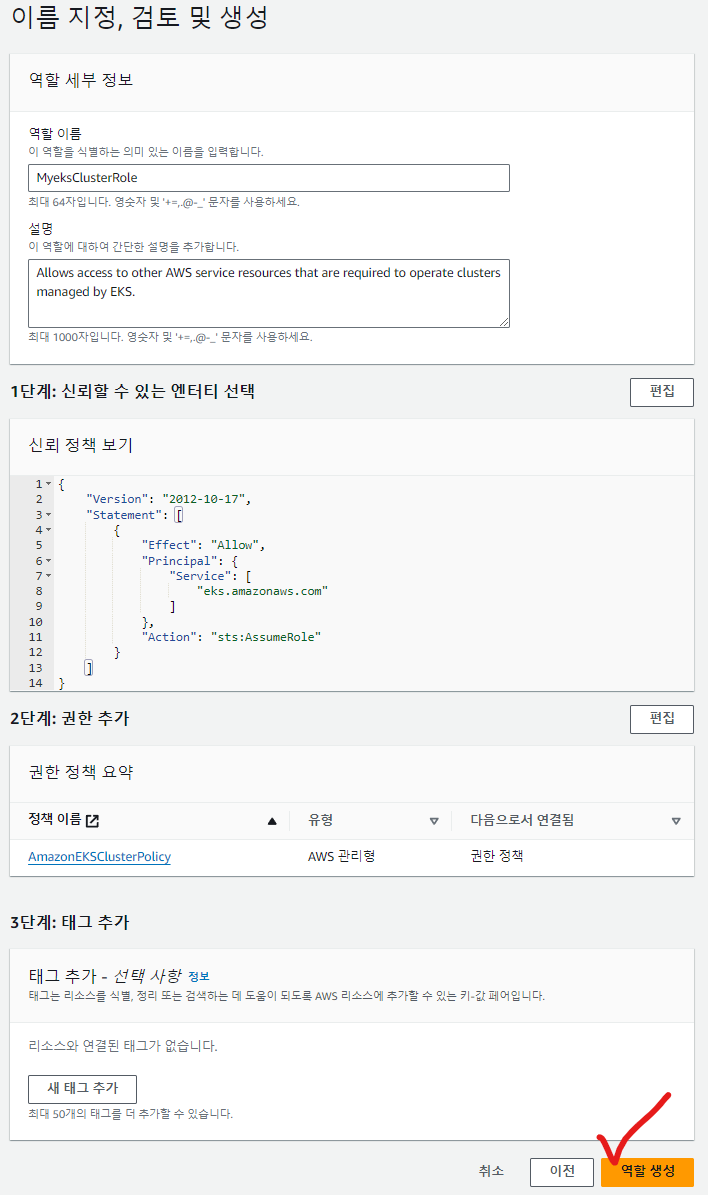 이름 지정, 검토 및 생성
역할 세부 정보
역할 이름
이 역할을 식별하는 의미 있는 이름을 입력합니다.
MyeksClusterRole
최대 64자입니다. 영숫자 및 '+=,.@-_' 문자를 사용하세요.
설명
이 역할에 대하여 간단한 설명을 추가합니다.
Allows access to other AWS service resources that are required to operate clusters
managed by EKS.
최대 1000자입니다. 영숫자 및 '+=,.@-_' 문자를 사용하세요.
1단계: 신뢰할 수 있는 엔터티 선택
편집
신뢰 정책 보기
1 {
2 "Version": "2012-10-17",
3 "Statement": [
4 {
5 "Effect": "Allow",
6 "Principal": {
7 "Service": [
8 "eks.amazonaws.com"
9 ]
10 },
11 "Action": "sts:AssumeRole"
12 }
13 ]
14 }
2단계: 권한 추가
편집
권한 정책 요약
정책 이름 유형 다음으로서 연결됨
AmazonEKSClusterPolicy AWS 관리형 권한 정책
3단계: 태그 추가
태그 추가 - 선택 사항 정보
태그는 리소스를 식별, 정리 또는 검색하는 데 도움이 되도록 AWS 리소스에 추가할 수 있는 키-값 페어입니다.
리소스와 연결된 태그가 없습니다.
새 태그 추가
최대 50개의 태그를 더 추가할 수 있습니다.
취소 이전 역할 생성